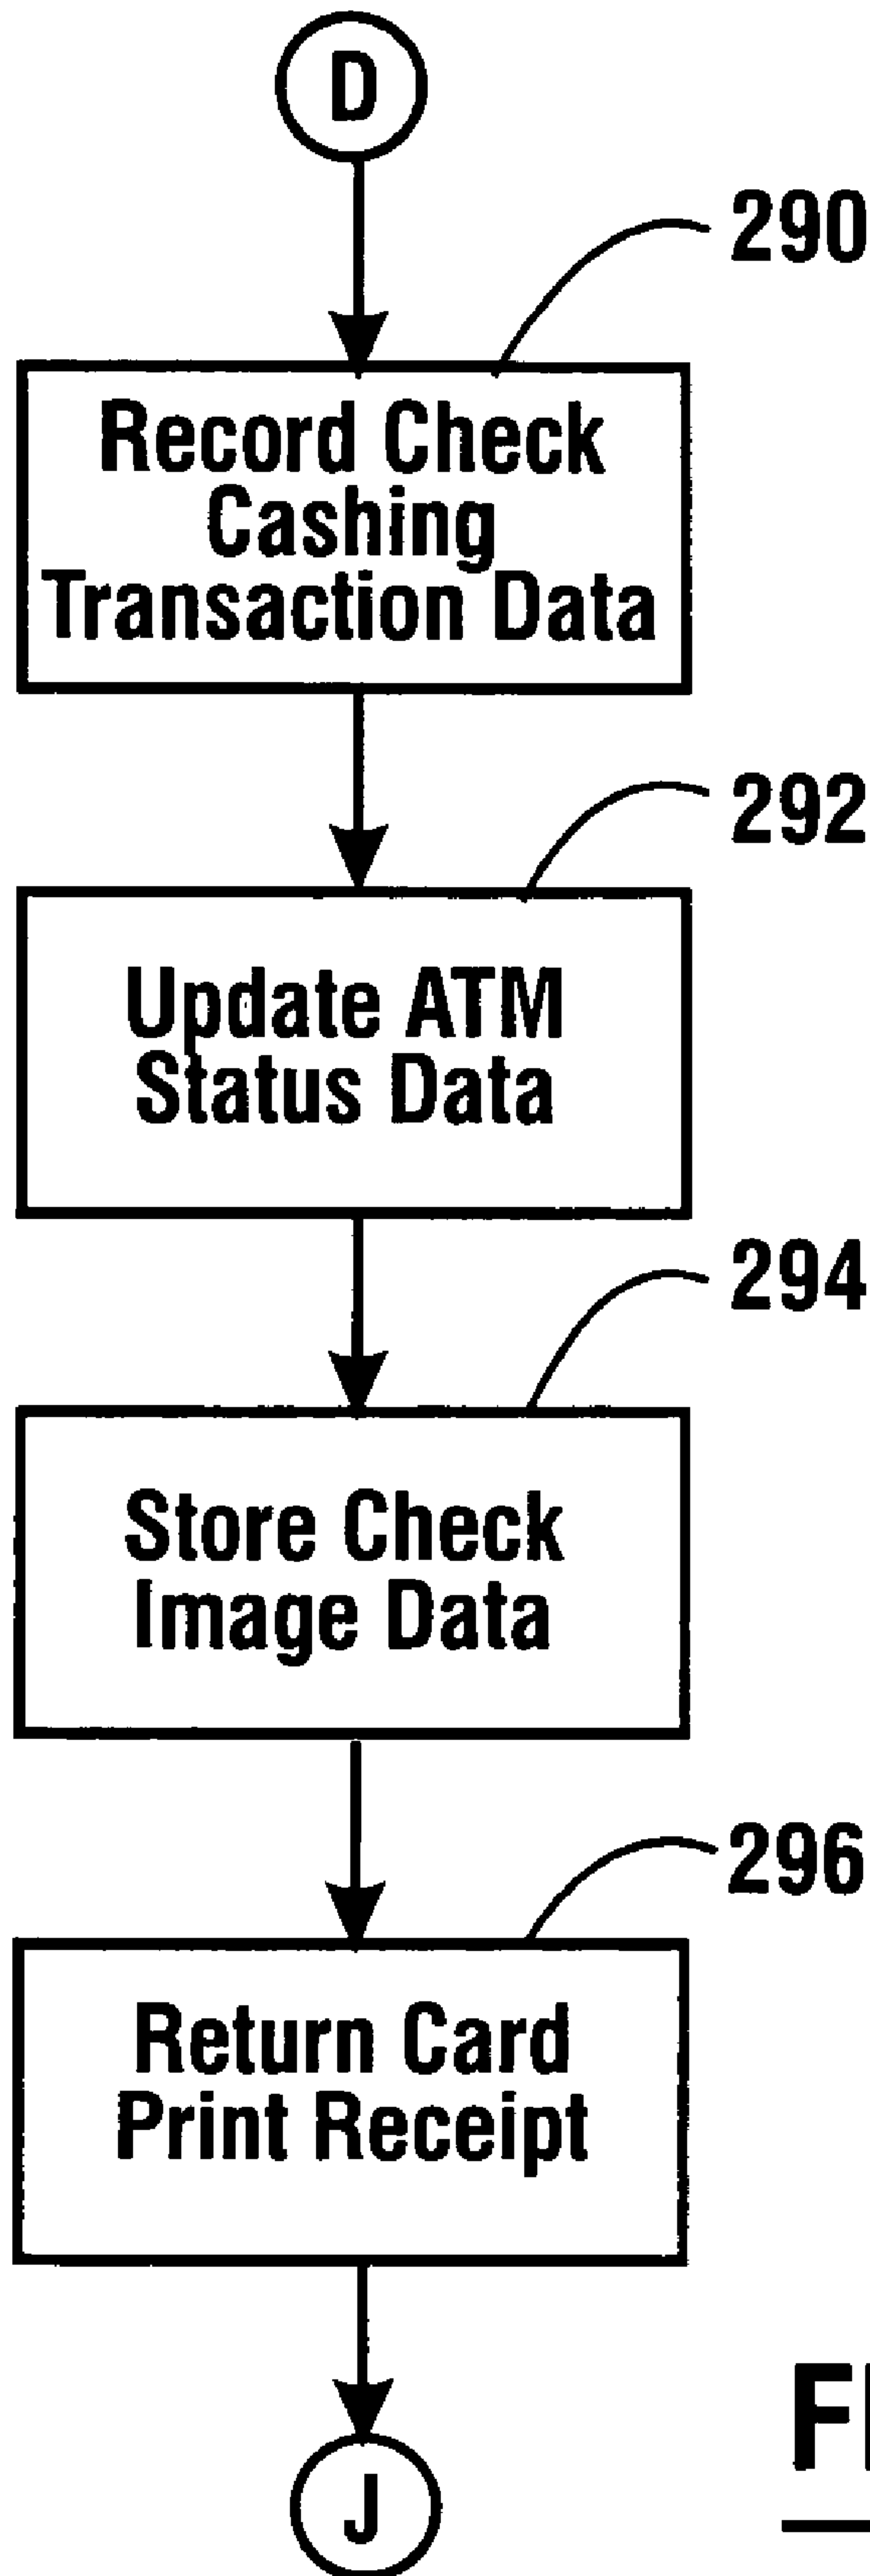 D
290
Record Check
Cashing
Transaction Data
292
Update ATM
Status Data
294
Store Check
Image Data
296
Return Card
Print Receipt
J